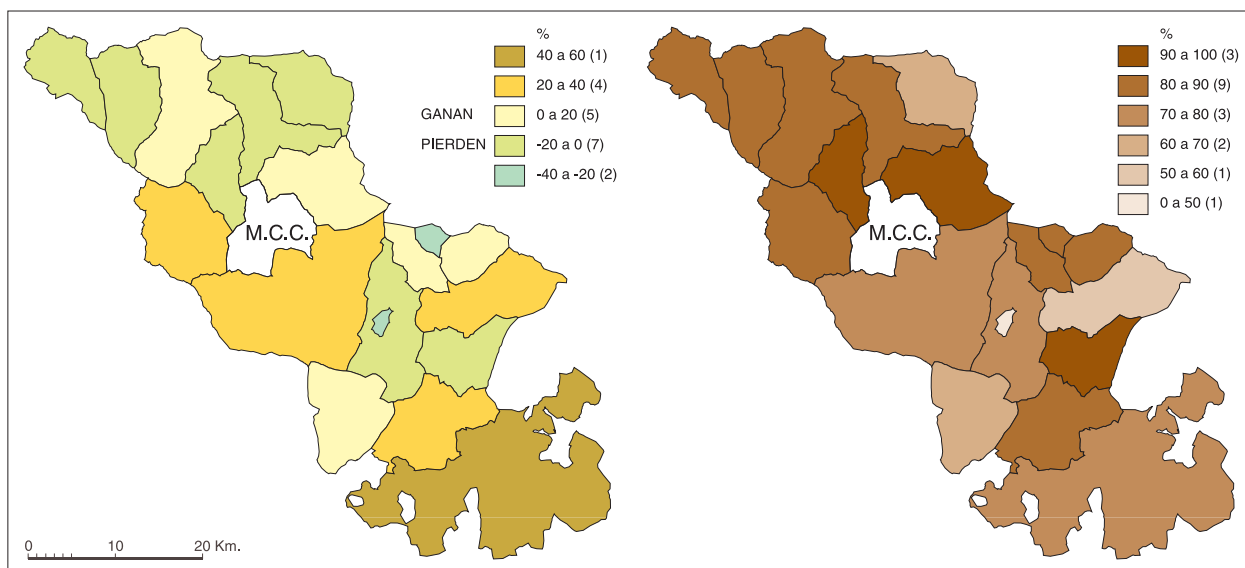 %
40 a 60 (1)
20 a 40 (4)
GANAN 0 a 20 (5)
PIERDEN -20 a 0 (7)
-40 a -20 (2)
M.C.C.
0 10 20 Km.
%
90 a 100 (3)
80 a 90 (9)
70 a 80 (3)
60 a 70 (2)
50 a 60 (1)
0 a 50 (1)
M.C.C.